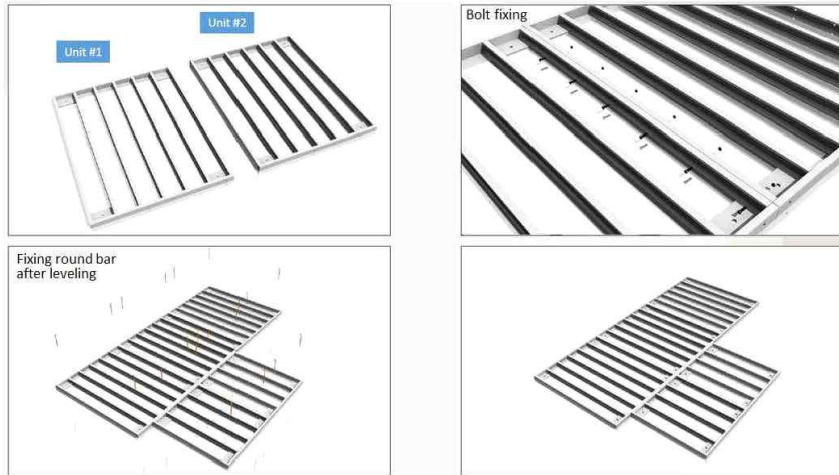 Unit #1
Unit #2
Bolt fixing
Fixing round bar
after leveling